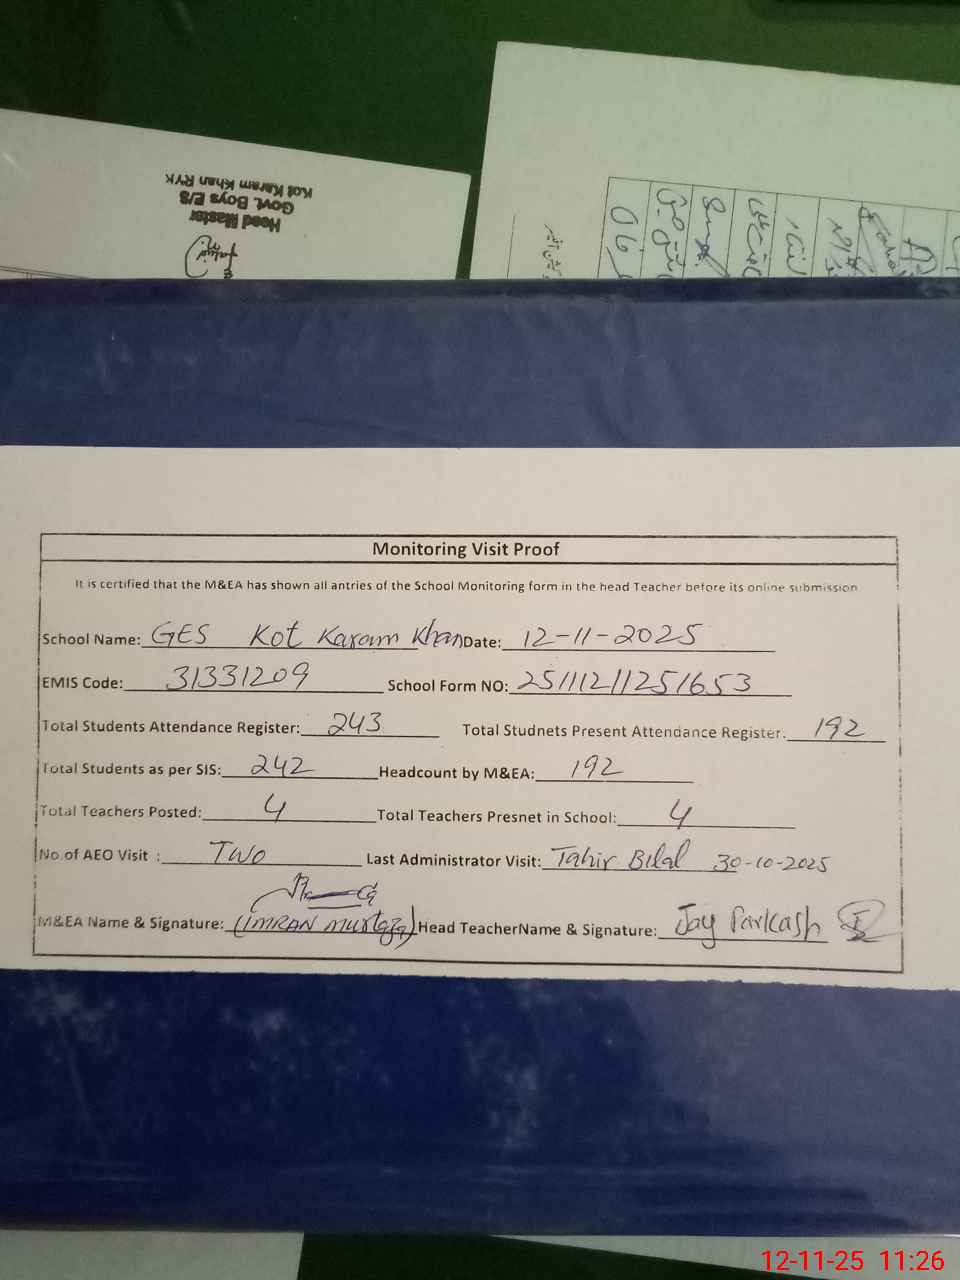 Kot Karam Khan RYK
Govt. Boys E/S
Head Master
06
Monitoring Visit Proof
It is certified that the M&EA has shown all antries of the School Monitoring form in the head Teacher before its online submission
School Name: GES Kot Karam Khan Date: 12-11-2025
EMIS Code: 31331209 School Form NO: 25111211251653
Total Students Attendance Register: 243 Total Studnets Present Attendance Register. 192
Total Students as per SIS: 242 Headcount by M&EA: 192
Total Teachers Posted: 4 Total Teachers Presnet in School: 4
No.of AEO Visit : Two Last Administrator Visit: Tahir Bilal 30-10-2025
M&EA Name & Signature: (IMRAN Murtaza) Head TeacherName & Signature: Jay Parkash
12-11-25 11:26